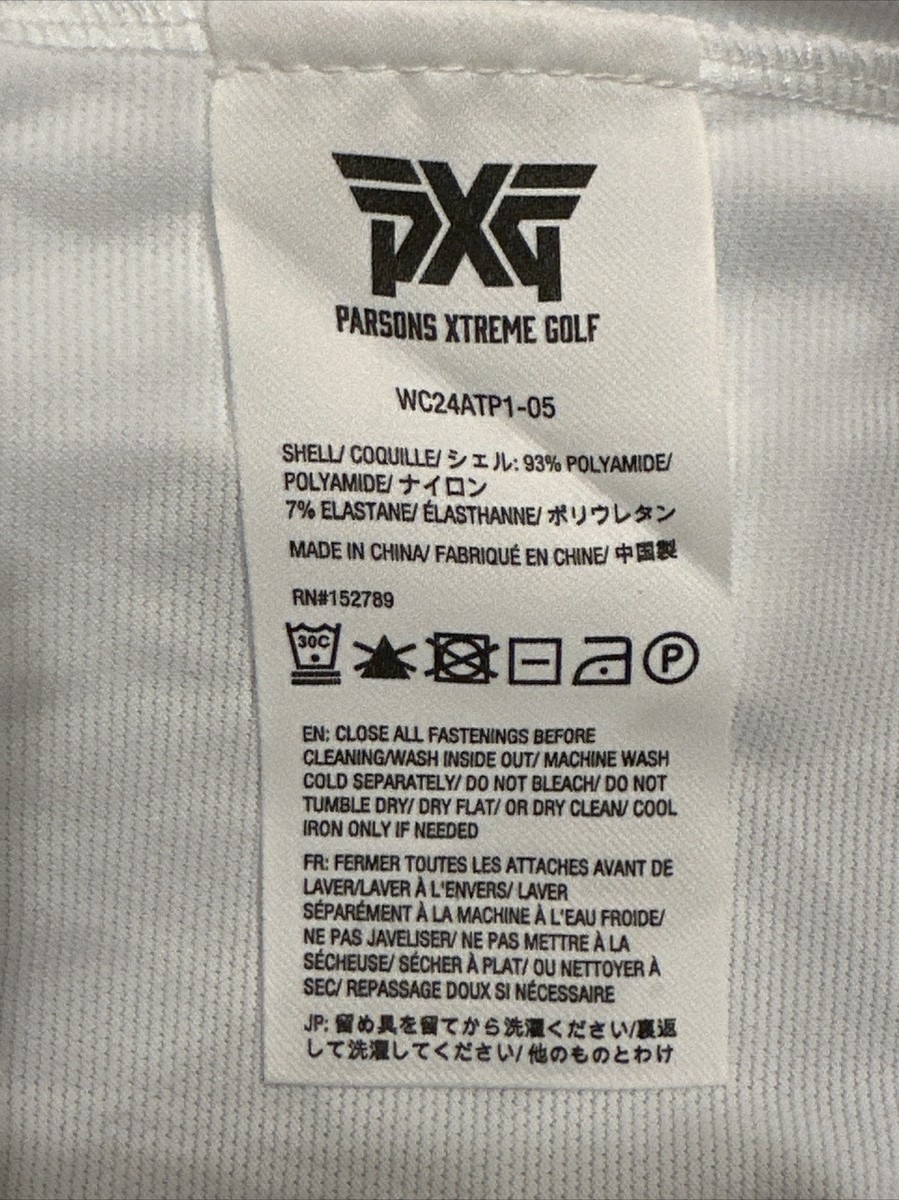 PXG
PARSONS XTREME GOLF
WC24ATP1-05
SHELL/ COQUILLE/ シェル: 93% POLYAMIDE/
POLYAMIDE/ ナイロン
7% ELASTANE/ ÉLASTHANNE/ ポリウレタン
MADE IN CHINA/ FABRIQUÉ EN CHINE/ 中国製
RN#152789
30C
P
EN: CLOSE ALL FASTENINGS BEFORE
CLEANING/WASH INSIDE OUT/ MACHINE WASH
COLD SEPARATELY/ DO NOT BLEACH/ DO NOT
TUMBLE DRY/ DRY FLAT/ OR DRY CLEAN/ COOL
IRON ONLY IF NEEDED
FR: FERMER TOUTES LES ATTACHES AVANT DE
LAVER/LAVER À L'ENVERS/ LAVER
SÉPARÉMENT À LA MACHINE À L'EAU FROIDE/
NE PAS JAVELISER/ NE PAS METTRE À LA
SÉCHEUSE/ SÉCHER À PLAT/ OU NETTOYER À
SEC/ REPASSAGE DOUX SI NÉCESSAIRE
JP: 留め具を留てから洗濯ください/裏返
して洗濯してください/ 他のものとわけ